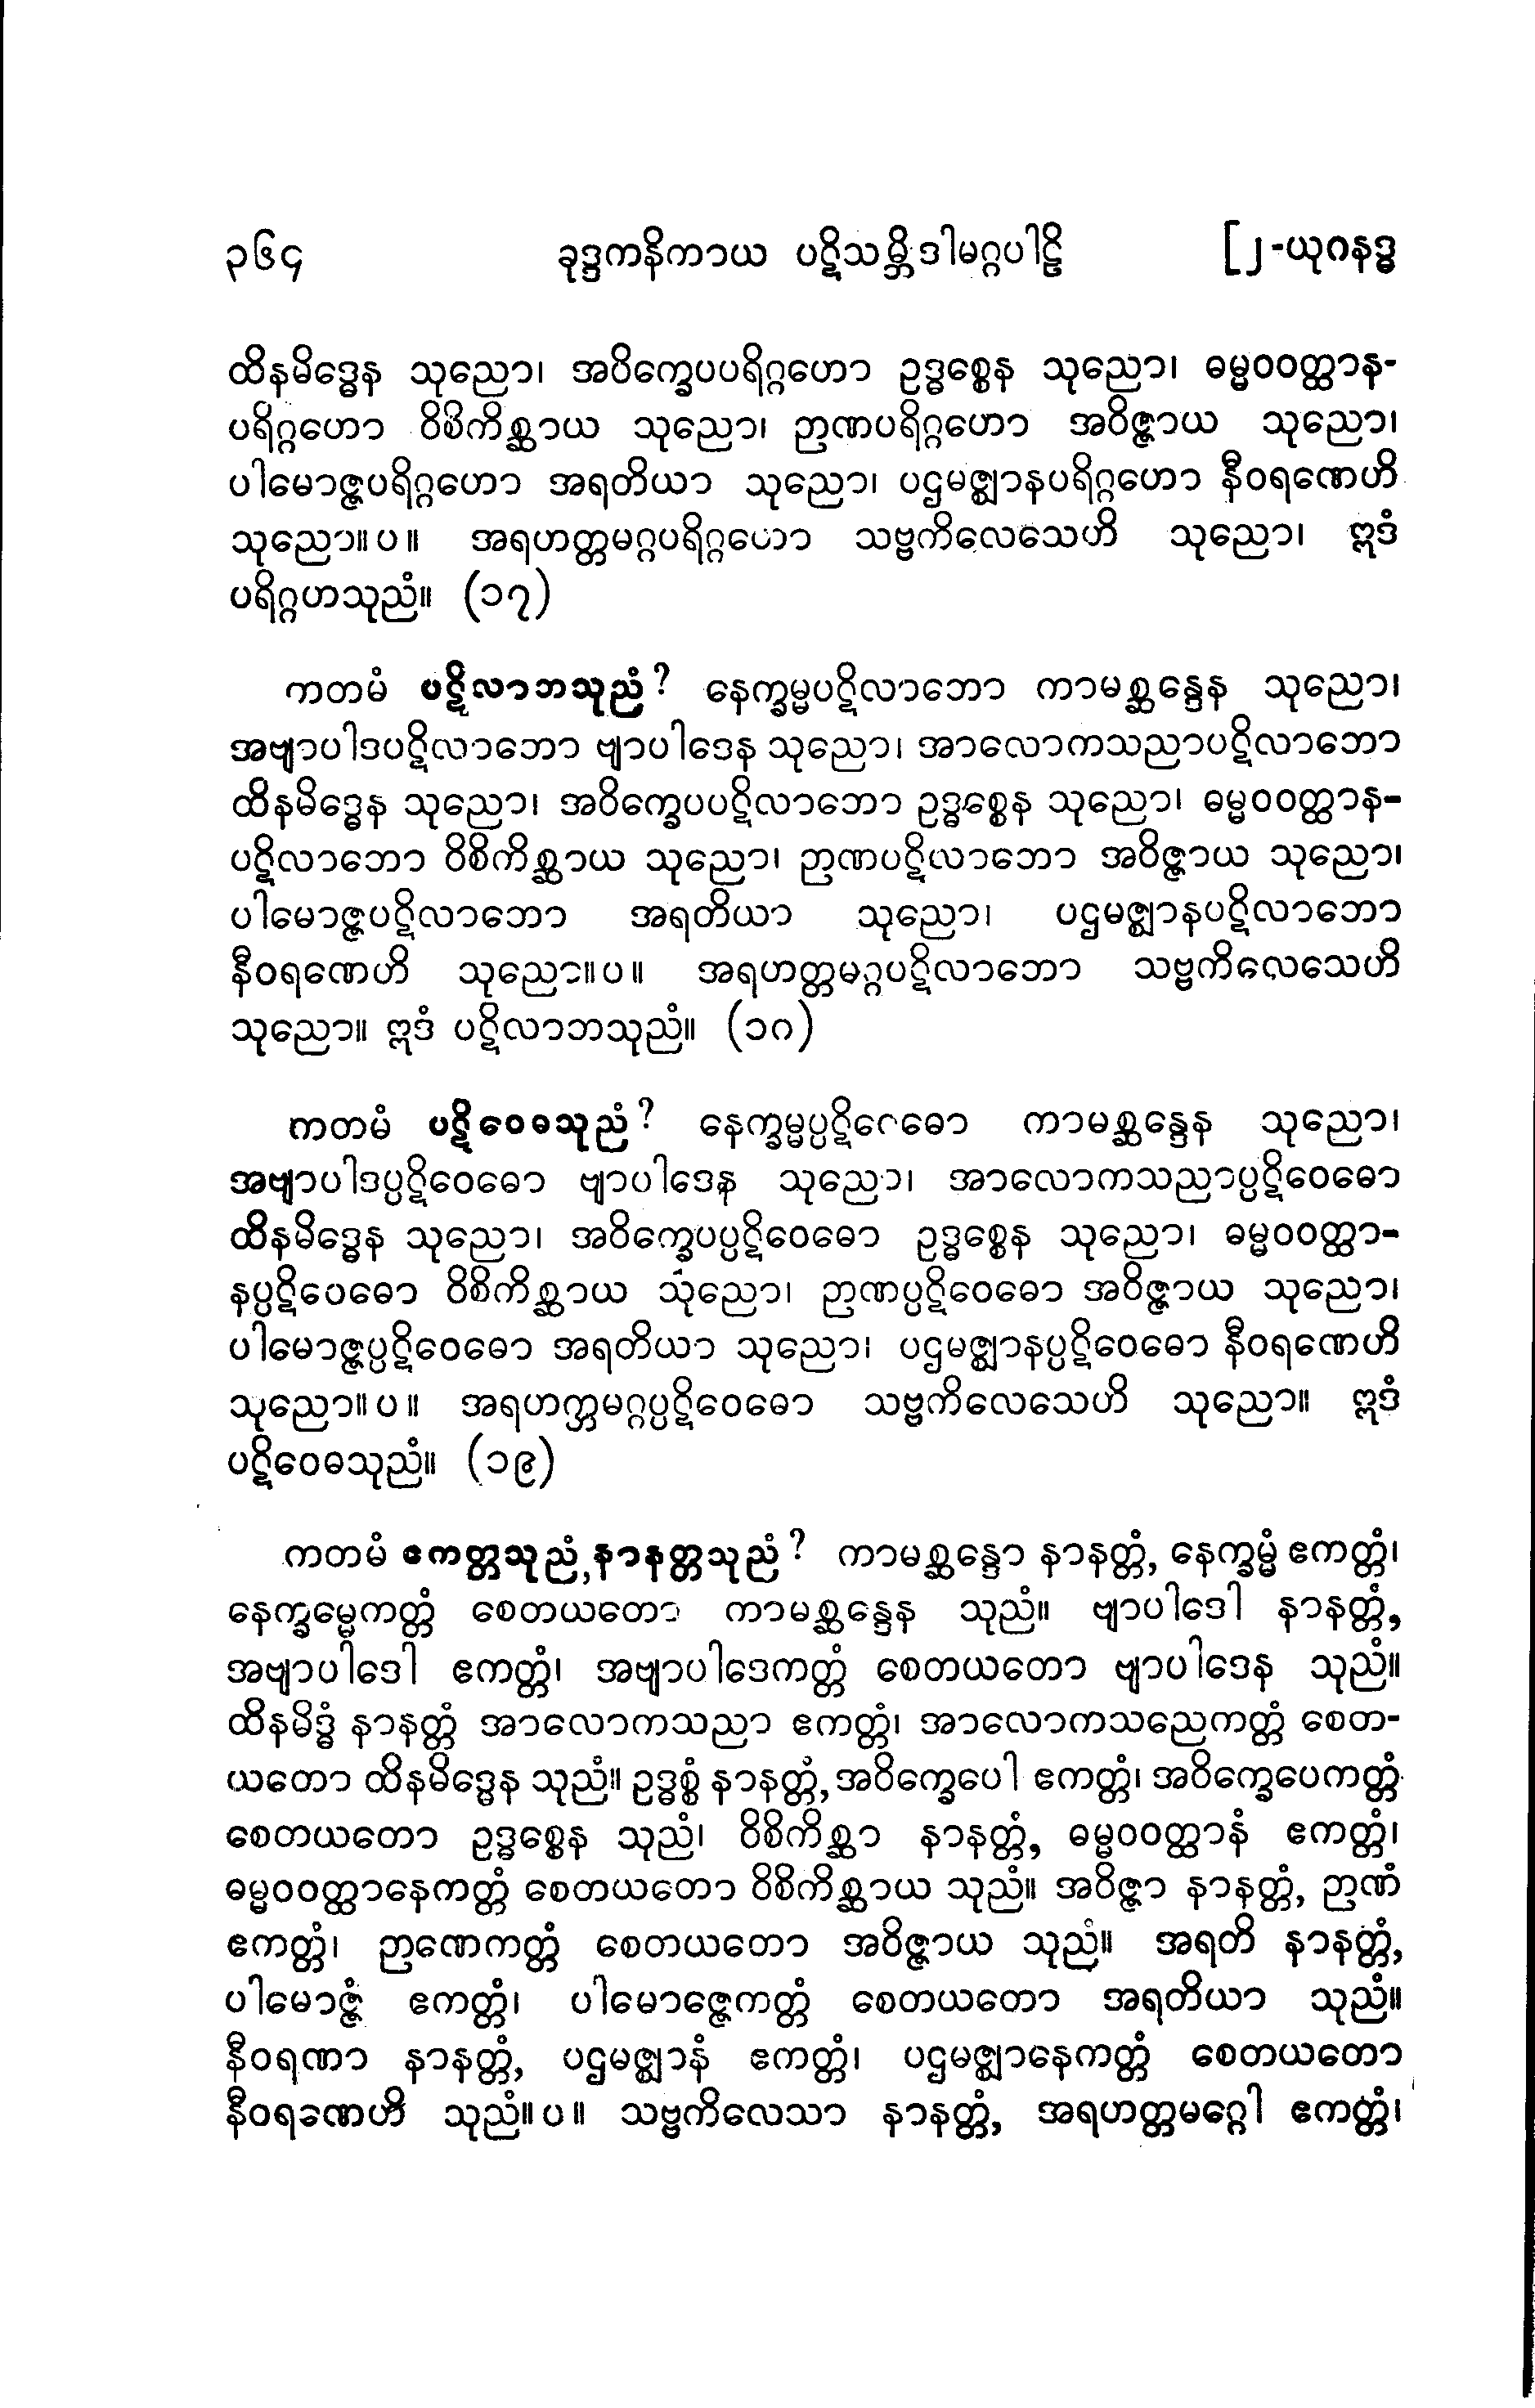 ၃၆၄ ခုဒ္ဒကနိကာယ ပဋိသမ္ဘိဒါမဂ္ဂပါဠိ [၂-ယုဂနဒ္ဓ
ထိနမိဒ္ဓေန သုညော၊ အဝိက္ခေပပရိဂ္ဂဟော ဥဒ္ဓစ္စေန သုညော၊ ဓမ္မဝဝတ္ထာန-
ပရိဂ္ဂဟော ဝိစိကိစ္ဆာယ သုညော၊ ဉာဏပရိဂ္ဂဟော အဝိဇ္ဇာယ သုညော၊
ပါမောဇ္ဇပရိဂ္ဂဟော အရတိယာ သုညော၊ ပဌမဇ္ဈာနပရိဂ္ဂဟော နီဝရဏေဟိ
သုညော။ပ။ အရဟတ္တမဂ္ဂပရိဂ္ဂဟော သဗ္ဗကိလေသေဟိ သုညော၊ ဣဒံ
ပရိဂ္ဂဟသုညံ။ (၁၇)
ကတမံ ပဋိလာဘသုညံ? နေက္ခမ္မပဋိလာဘော ကာမစ္ဆန္ဒေန သုညော၊
အဗျာပါဒပဋိလာဘော ဗျာပါဒေန သုညော၊ အာလောကသညာပဋိလာဘော
ထိနမိဒ္ဓေန သုညော၊ အဝိက္ခေပပဋိလာဘော ဥဒ္ဓစ္စေန သုညော၊ ဓမ္မဝဝတ္ထာန-
ပဋိလာဘော ဝိစိကိစ္ဆာယ သုညော၊ ဉာဏပဋိလာဘော အဝိဇ္ဇာယ သုညော၊
ပါမောဇ္ဇပဋိလာဘော အရတိယာ သုညော၊ ပဌမဇ္ဈာနပဋိလာဘော
နီဝရဏေဟိ သုညော။ပ။ အရဟတ္တမဂ္ဂပဋိလာဘော သဗ္ဗကိလေသေဟိ
သုညော။ ဣဒံ ပဋိလာဘသုညံ။ (၁၈)
ကတမံ ပဋိဝေဓသုညံ? နေက္ခမ္မပ္ပဋိဝေဓော ကာမစ္ဆန္ဒေန သုညော၊
အဗျာပါဒပ္ပဋိဝေဓော ဗျာပါဒေန သုညော၊ အာလောကသညာပ္ပဋိဝေဓော
ထိနမိဒ္ဓေန သုညော၊ အဝိက္ခေပပ္ပဋိဝေဓော ဥဒ္ဓစ္စေန သုညော၊ ဓမ္မဝဝတ္ထာ-
နပ္ပဋိဝေဓော ဝိစိကိစ္ဆာယ သုညော၊ ဉာဏပ္ပဋိဝေဓော အဝိဇ္ဇာယ သုညော၊
ပါမောဇ္ဇပ္ပဋိဝေဓော အရတိယာ သုညော၊ ပဌမဇ္ဈာနပ္ပဋိဝေဓော နီဝရဏေဟိ
သုညော။ပ။ အရဟတ္တမဂ္ဂပ္ပဋိဝေဓော သဗ္ဗကိလေသေဟိ သုညော။ ဣဒံ
ပဋိဝေဓသုညံ။ (၁၉)
ကတမံ ဧကတ္တသုညံ,နာနတ္တသုညံ? ကာမစ္ဆန္ဒော နာနတ္တံ, နေက္ခမ္မံ ဧကတ္တံ၊
နေက္ခမ္မေကတ္တံ စေတယတော ကာမစ္ဆန္ဒေန သုညံ။ ဗျာပါဒေါ နာနတ္တံ,
အဗျာပါဒေါ ဧကတ္တံ၊ အဗျာပါဒေကတ္တံ စေတယတော ဗျာပါဒေန သုညံ။
ထိနမိဒ္ဓံ နာနတ္တံ အာလောကသညာ ဧကတ္တံ၊ အာလောကသညေကတ္တံ စေတ-
ယတော ထိနမိဒ္ဓေန သုညံ။ ဥဒ္ဓစ္စံ နာနတ္တံ,အဝိက္ခေပေါ ဧကတ္တံ၊ အဝိက္ခေပေကတ္တံ
စေတယတော ဥဒ္ဓစ္စေန သုညံ၊ ဝိစိကိစ္ဆာ နာနတ္တံ, ဓမ္မဝဝတ္ထာနံ ဧကတ္တံ၊
ဓမ္မဝဝတ္ထာနေကတ္တံ စေတယတော ဝိစိကိစ္ဆာယ သုညံ။ အဝိဇ္ဇာ နာနတ္တံ, ဉာဏံ
ဧကတ္တံ၊ ဉာဏေကတ္တံ စေတယတော အဝိဇ္ဇာယ သုညံ။ အရတိ နာနတ္တံ,
ပါမောဇ္ဇံ ဧကတ္တံ၊ ပါမောဇ္ဇေကတ္တံ စေတယတော အရတိယာ သုညံ။
နီဝရဏာ နာနတ္တံ, ပဌမဇ္ဈာနံ ဧကတ္တံ၊ ပဌမဇ္ဈာနေကတ္တံ စေတယတော
နီဝရဏေဟိ သုညံ။ပ။ သဗ္ဗကိလေသာ နာနတ္တံ, အရဟတ္တမဂ္ဂေါ ဧကတ္တံ၊